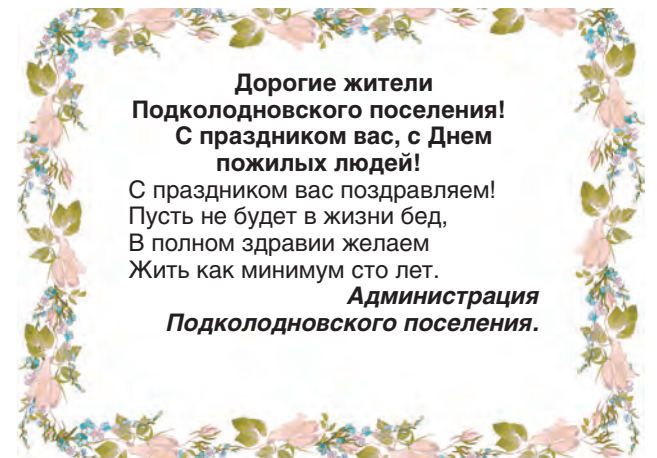 Дорогие жители
Подколодновского поселения!
С праздником вас, с Днем
пожилых людей!
С праздником вас поздравляем!
Пусть не будет в жизни бед,
В полном здравии желаем
Жить как минимум сто лет.
Администрация
Подколодновского поселения.